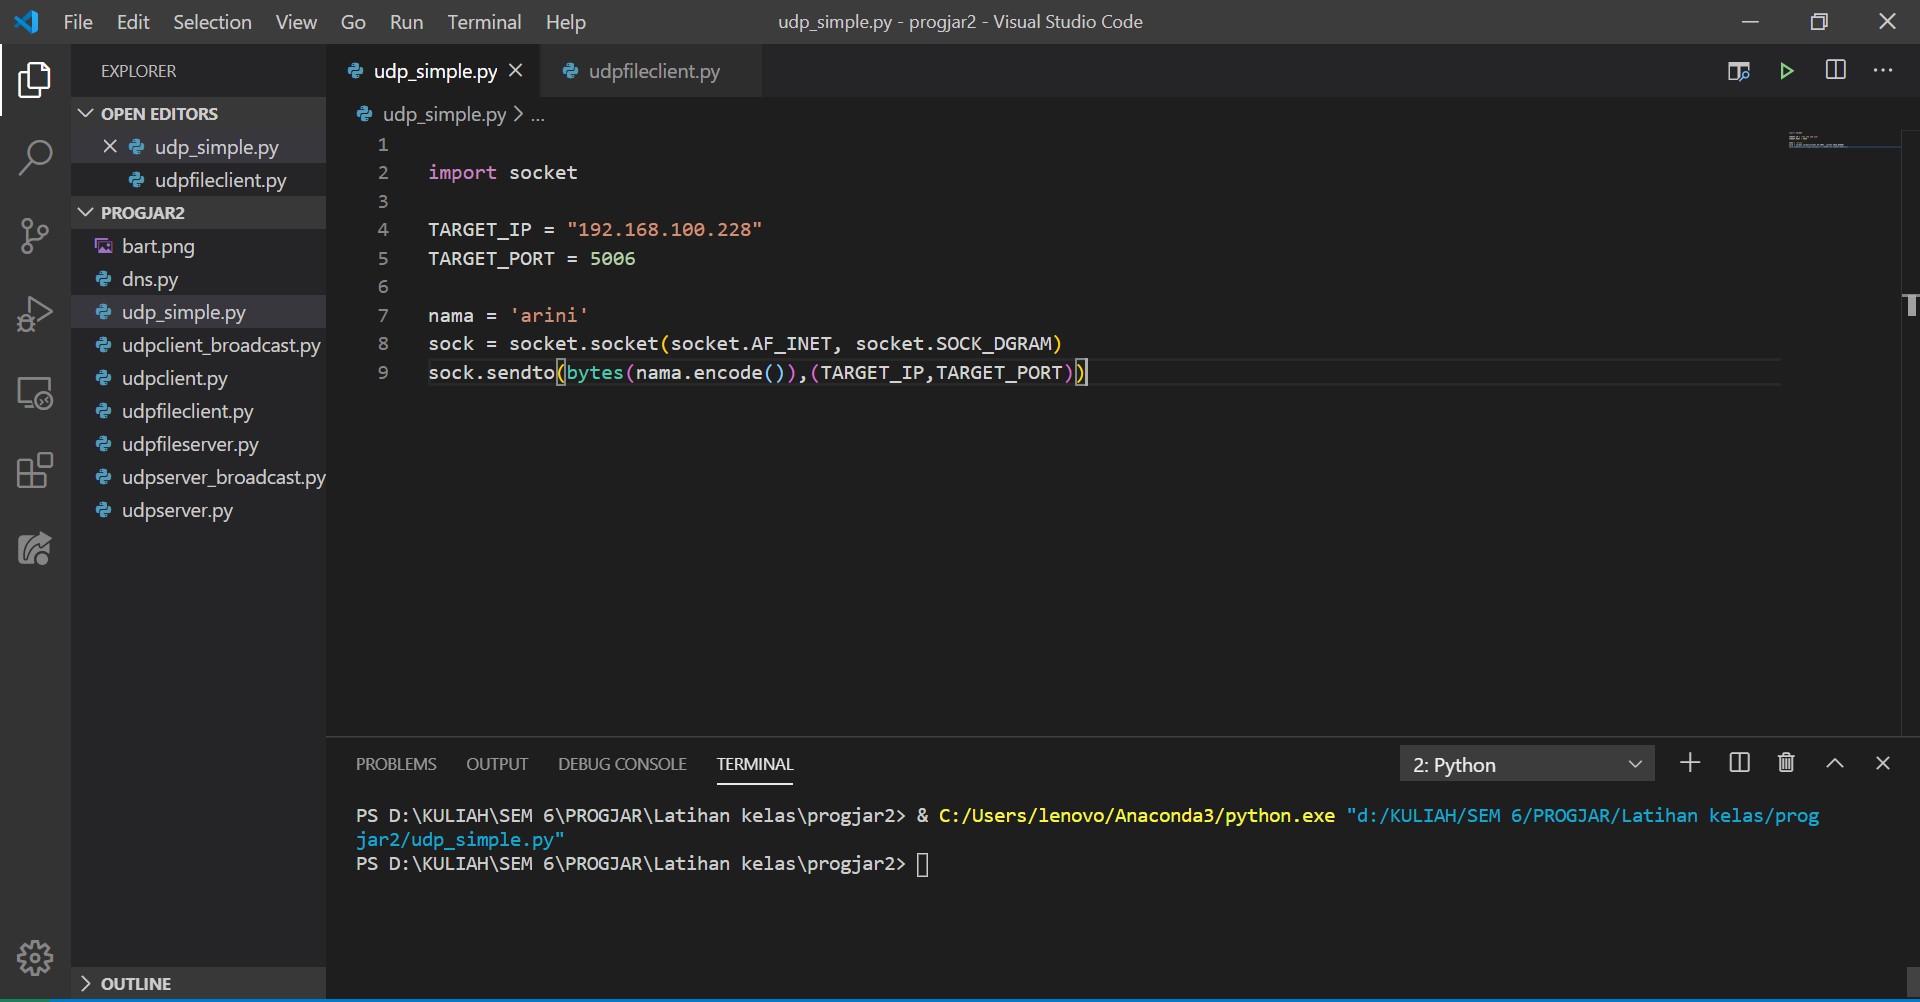 File Edit Selection View Go Run Terminal Help
udp_simple.py - progjar2 - Visual Studio Code
EXPLORER
OPEN EDITORS
udp_simple.py
udpfileclient.py
PROGJAR2
bart.png
dns.py
udp_simple.py
udpclient_broadcast.py
udpclient.py
udpfileclient.py
udpfileserver.py
udpserver_broadcast.py
udpserver.py
OUTLINE
udp_simple.py
udpfileclient.py
udp_simple.py > ...
1
2 import socket
3
4 TARGET_IP = "192.168.100.228"
5 TARGET_PORT = 5006
6
7 nama = 'arini'
8 sock = socket.socket(socket.AF_INET, socket.SOCK_DGRAM)
9 sock.sendto(bytes(nama.encode()),(TARGET_IP,TARGET_PORT))
PROBLEMS OUTPUT DEBUG CONSOLE TERMINAL
2: Python
PS D:\KULIAH\SEM 6\PROGJAR\Latihan kelas\progjar2> & C:/Users/lenovo/Anaconda3/python.exe "d:/KULIAH/SEM 6/PROGJAR/Latihan kelas/prog
jar2/udp_simple.py"
PS D:\KULIAH\SEM 6\PROGJAR\Latihan kelas\progjar2>